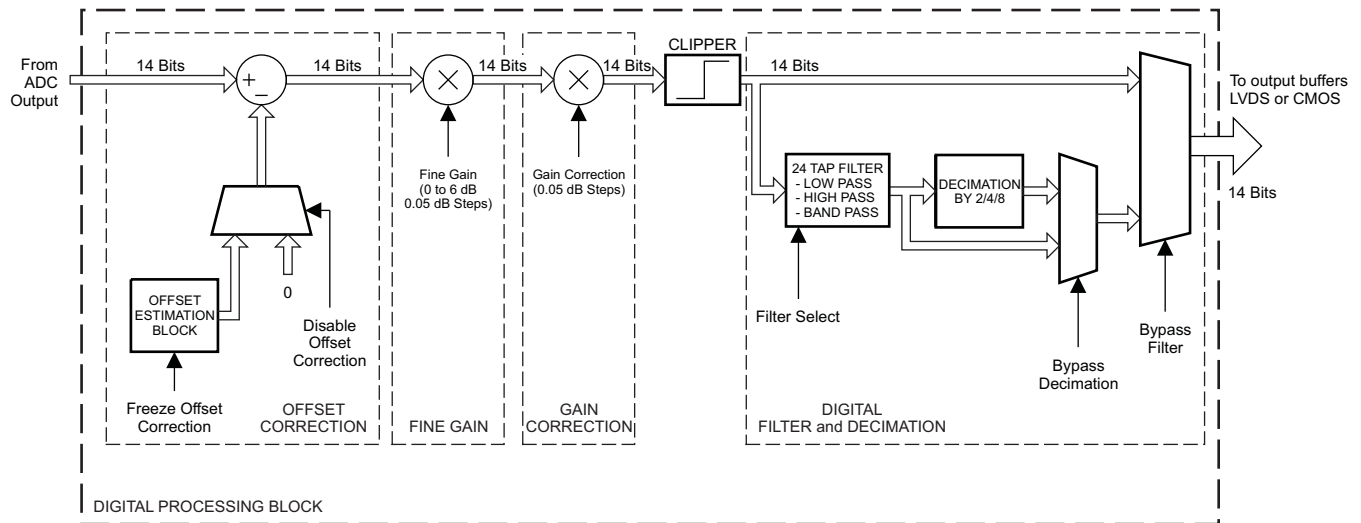 From
ADC
Output
14 Bits
+
−
14 Bits
×
14 Bits
×
14 Bits
CLIPPER
14 Bits
To output buffers
LVDS or CMOS
14 Bits
Fine Gain
(0 to 6 dB
0.05 dB Steps)
Gain Correction
(0.05 dB Steps)
24 TAP FILTER
- LOW PASS
- HIGH PASS
- BAND PASS
DECIMATION
BY 2/4/8
0
OFFSET
ESTIMATION
BLOCK
Disable
Offset
Correction
Filter Select
Bypass
Filter
Bypass
Decimation
Freeze Offset
Correction
OFFSET
CORRECTION
FINE GAIN
GAIN
CORRECTION
DIGITAL
FILTER and DECIMATION
DIGITAL PROCESSING BLOCK